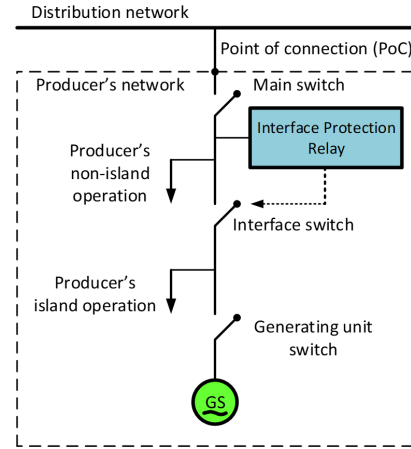 Distribution network
Point of connection (PoC)
Producer's network
Main switch
Interface Protection
Relay
Producer's
non-island
operation
Interface switch
Producer's
island operation
Generating unit
switch
GS